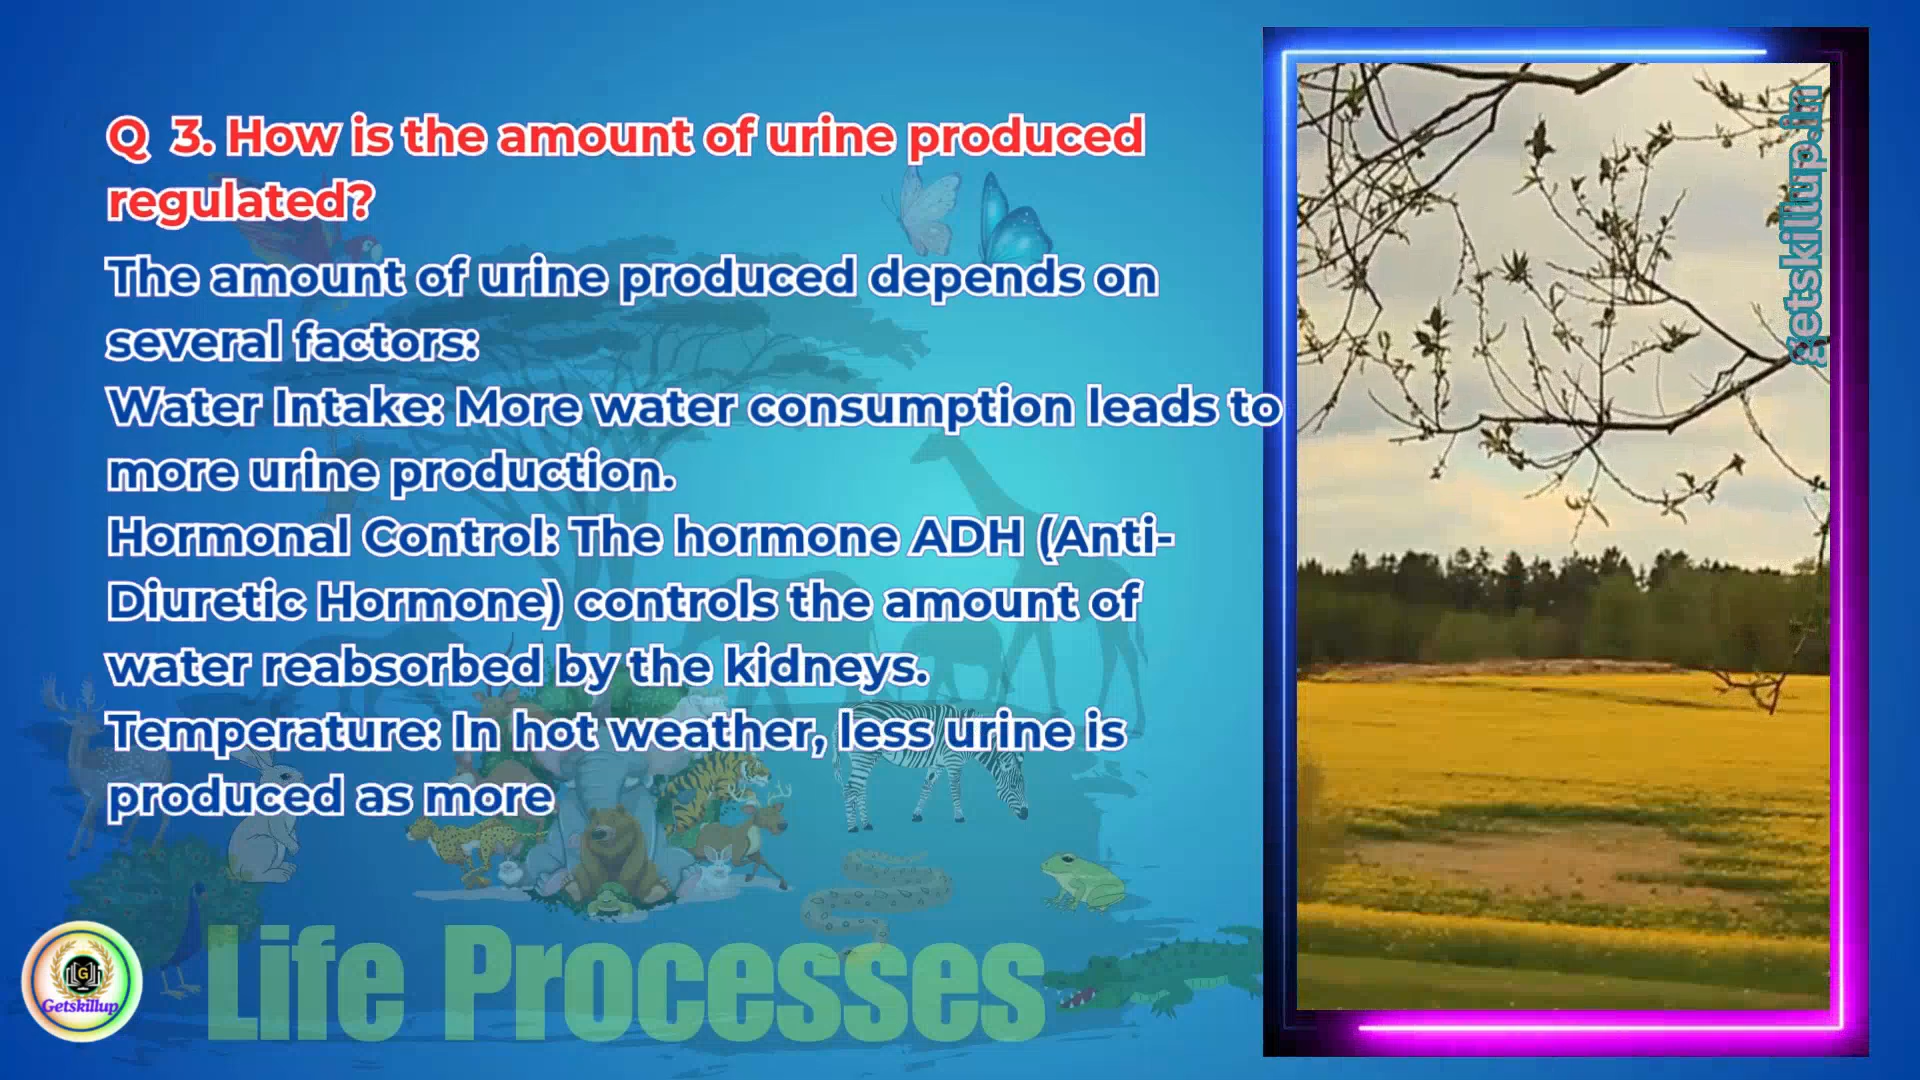 Q 3. How is the amount of urine produced
regulated?
The amount of urine produced depends on
several factors:
Water Intake: More water consumption leads to
more urine production.
Hormonal Control: The hormone ADH (Anti-
Diuretic Hormone) controls the amount of
water reabsorbed by the kidneys.
Temperature: In hot weather, less urine is
produced as more
getskillup.in
Life Processes
G
Getskillup